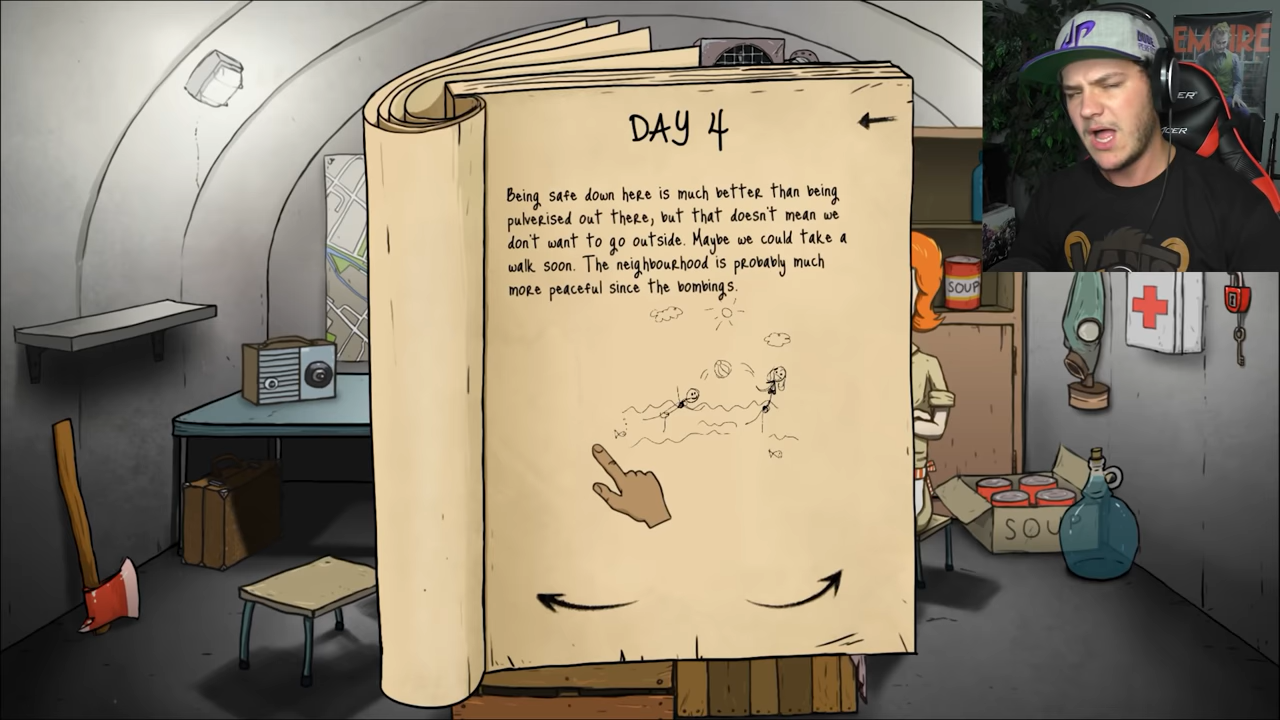 DAY 4
Being safe down here is much better than being
pulverised out there, but that doesn't mean we
don't want to go outside. Maybe we could take a
walk soon. The neighbourhood is probably much
more peaceful since the bombings.
SOUP
SOU
EMPIRE